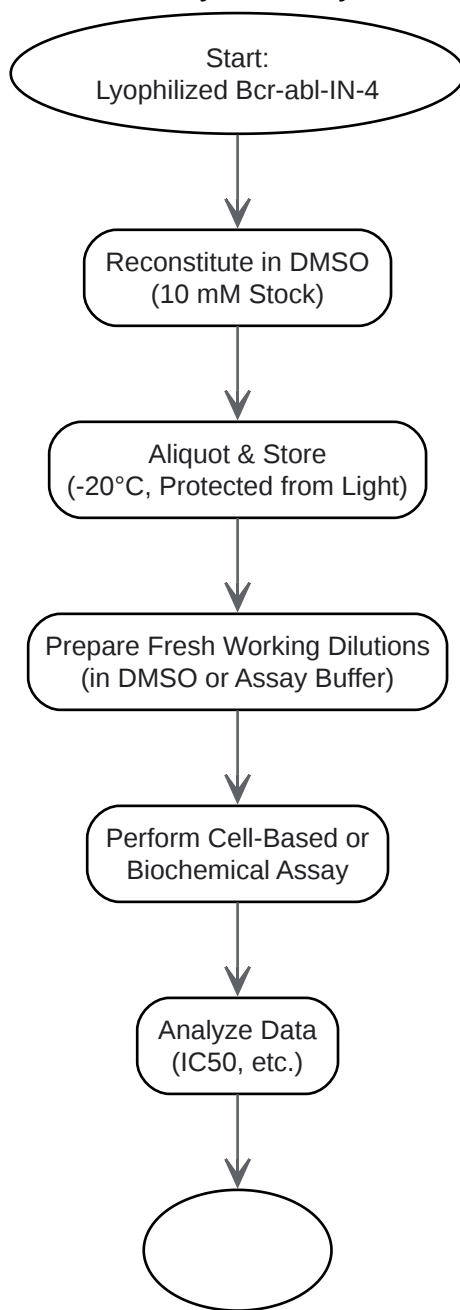 Start:
Lyophilized Bcr-abl-IN-4
Reconstitute in DMSO
(10 mM Stock)
Aliquot & Store
(-20°C, Protected from Light)
Prepare Fresh Working Dilutions
(in DMSO or Assay Buffer)
Perform Cell-Based or
Biochemical Assay
Analyze Data
(IC50, etc.)